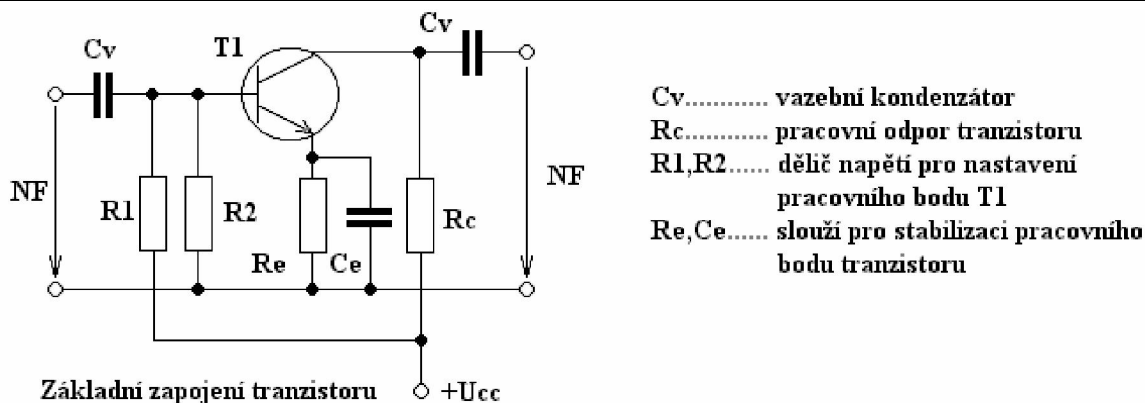 Cv
T1
Cv
NF
R1
R2
Re
Ce
Rc
NF
Základní zapojení tranzistoru
+Ucc
Cv............ vazební kondenzátor
Rc............ pracovní odpor tranzistoru
R1,R2...... dělič napětí pro nastavení
pracovního bodu T1
Re,Ce...... slouží pro stabilizaci pracovního
bodu tranzistoru